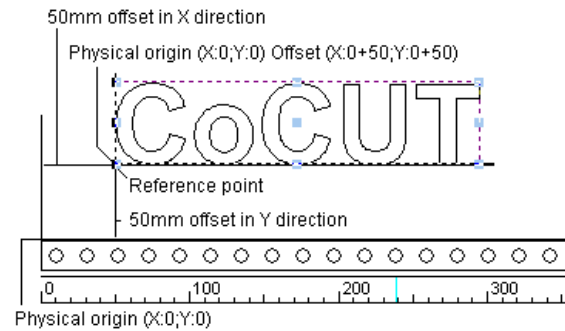 50mm offset in X direction
Physical origin (X:0;Y:0) Offset (X:0+50;Y:0+50)
CoCUT
Reference point
50mm offset in Y direction
0 100 200 300
Physical origin (X:0;Y:0)